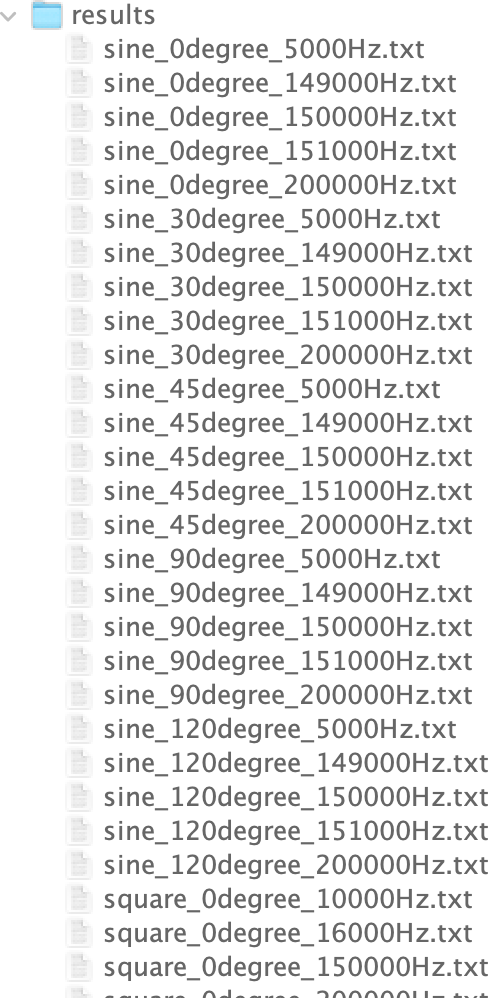 results
sine_0degree_5000Hz.txt
sine_0degree_149000Hz.txt
sine_0degree_150000Hz.txt
sine_0degree_151000Hz.txt
sine_0degree_200000Hz.txt
sine_30degree_5000Hz.txt
sine_30degree_149000Hz.txt
sine_30degree_150000Hz.txt
sine_30degree_151000Hz.txt
sine_30degree_200000Hz.txt
sine_45degree_5000Hz.txt
sine_45degree_149000Hz.txt
sine_45degree_150000Hz.txt
sine_45degree_151000Hz.txt
sine_45degree_200000Hz.txt
sine_90degree_5000Hz.txt
sine_90degree_149000Hz.txt
sine_90degree_150000Hz.txt
sine_90degree_151000Hz.txt
sine_90degree_200000Hz.txt
sine_120degree_5000Hz.txt
sine_120degree_149000Hz.txt
sine_120degree_150000Hz.txt
sine_120degree_151000Hz.txt
sine_120degree_200000Hz.txt
square_0degree_10000Hz.txt
square_0degree_16000Hz.txt
square_0degree_150000Hz.txt